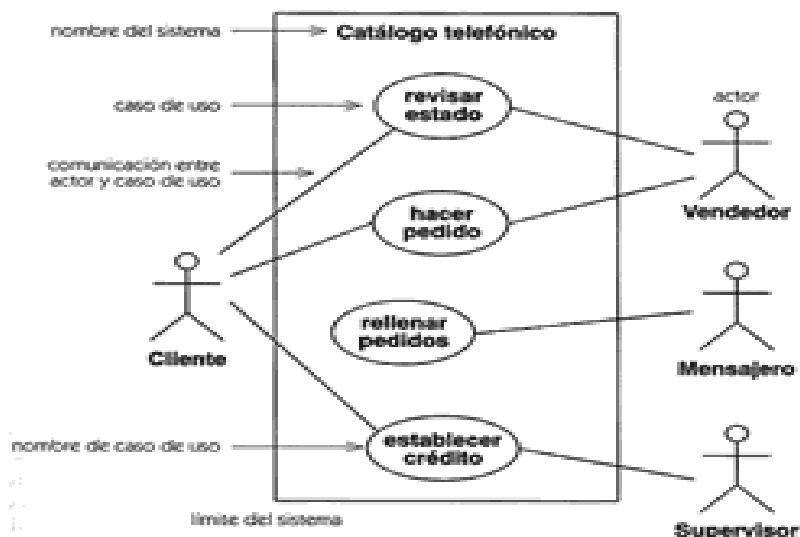 nombre del sistema
Catálogo telefónico
caso de uso
revisar
estado
actor
comunicación entre
actor y caso de uso
hacer
pedido
Vendedor
Cliente
rellenar
pedidos
Mensajero
nombre de caso de uso
establecer
crédito
límite del sistema
Supervisor